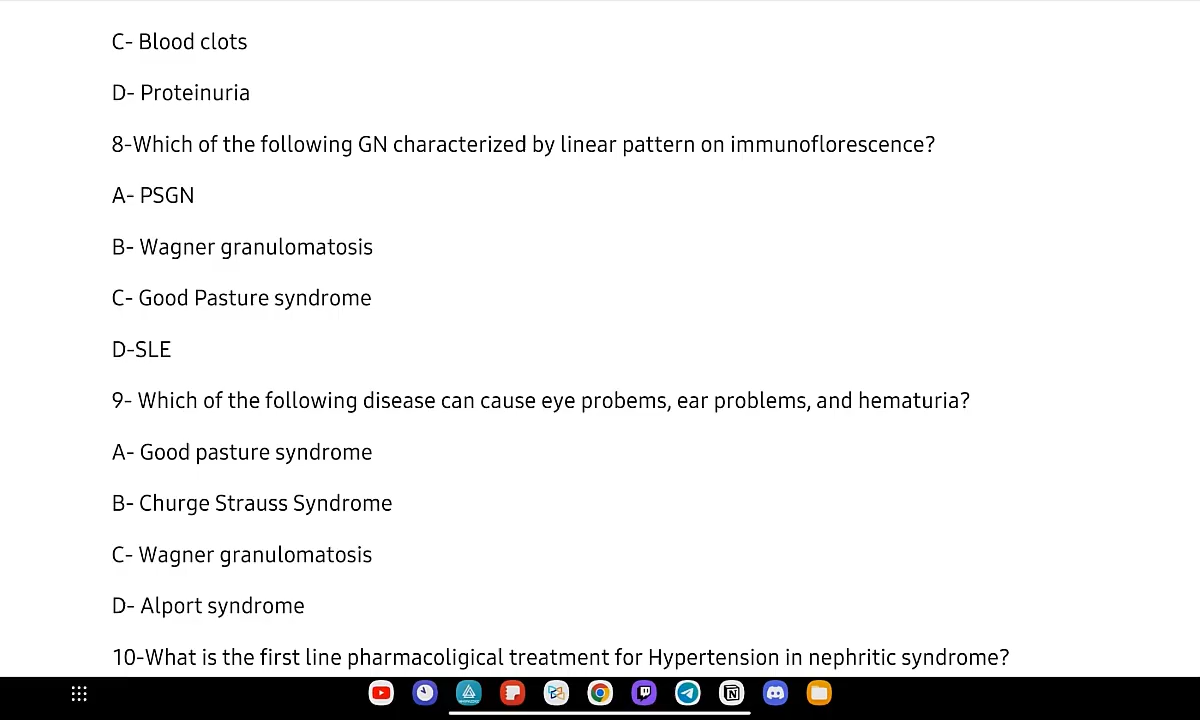 C- Blood clots
D- Proteinuria
8-Which of the following GN characterized by linear pattern on immunoflorescence?
A- PSGN
B- Wagner granulomatosis
C- Good Pasture syndrome
D-SLE
9- Which of the following disease can cause eye probems, ear problems, and hematuria?
A- Good pasture syndrome
B- Churge Strauss Syndrome
C- Wagner granulomatosis
D- Alport syndrome
10-What is the first line pharmacoligical treatment for Hypertension in nephritic syndrome?